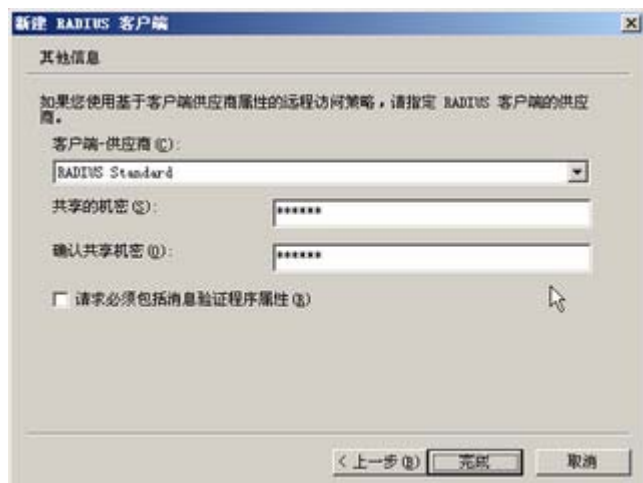 新建 RADIUS 客户端
其他信息
如果您使用基于客户端供应商属性的远程访问策略，请指定 RADIUS 客户端的供应
商。
客户端-供应商(C):
RADIUS Standard
共享的机密(S):
******
确认共享机密(O):
******
请求必须包括消息验证程序属性(R)
< 上一步(B)
完成
取消